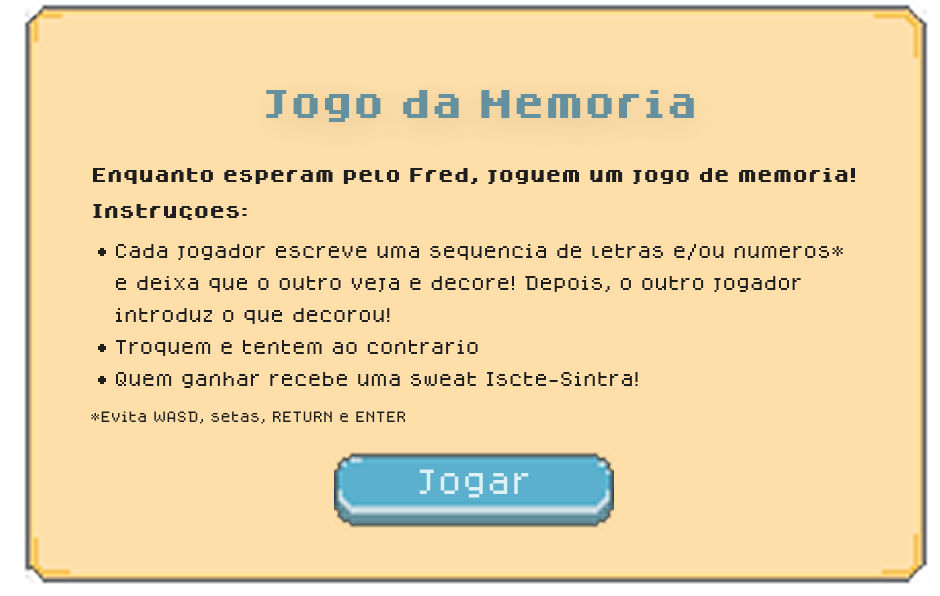 Jogo da Memoria
Enquanto esperam pelo Fred, joguem um jogo de memoria!
Instruçoes:
• Cada jogador escreve uma sequencia de letras e/ou numeros*
e deixa que o outro veja e decore! Depois, o outro jogador
introduz o que decorou!
• Troquem e tentem ao contrario
• Quem ganhar recebe uma sweat Iscte-Sintra!
*Evita WASD, setas, RETURN e ENTER
Jogar